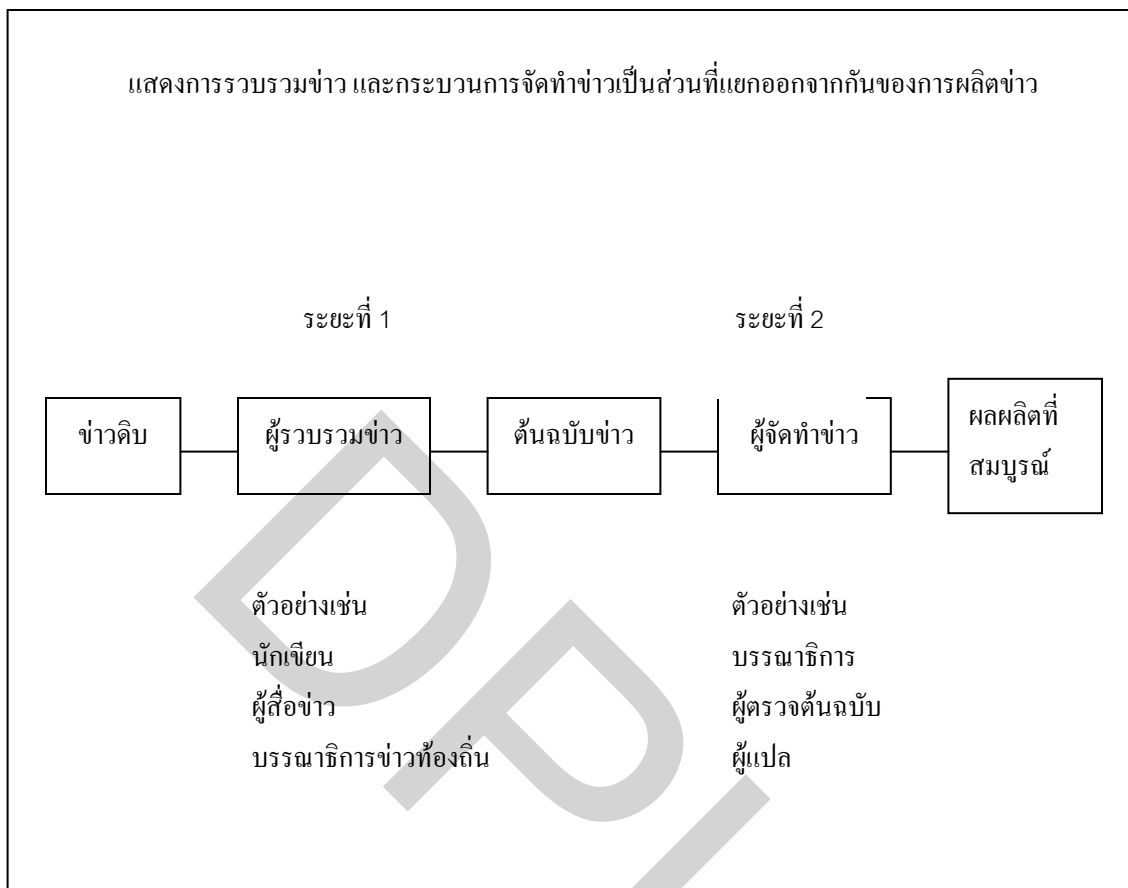 แสดงการรวบรวมข่าว และกระบวนการจัดทำข่าวเป็นส่วนที่แยกออกจากกันของการผลิตข่าว
ระยะที่ 1
ระยะที่ 2
ข่าวดิบ
ผู้รวบรวมข่าว
ต้นฉบับข่าว
ผู้จัดทำข่าว
ผลผลิตที่
สมบูรณ์
ตัวอย่างเช่น
นักเขียน
ผู้สื่อข่าว
บรรณาธิการข่าวท้องถิ่น
ตัวอย่างเช่น
บรรณาธิการ
ผู้ตรวจต้นฉบับ
ผู้แปล